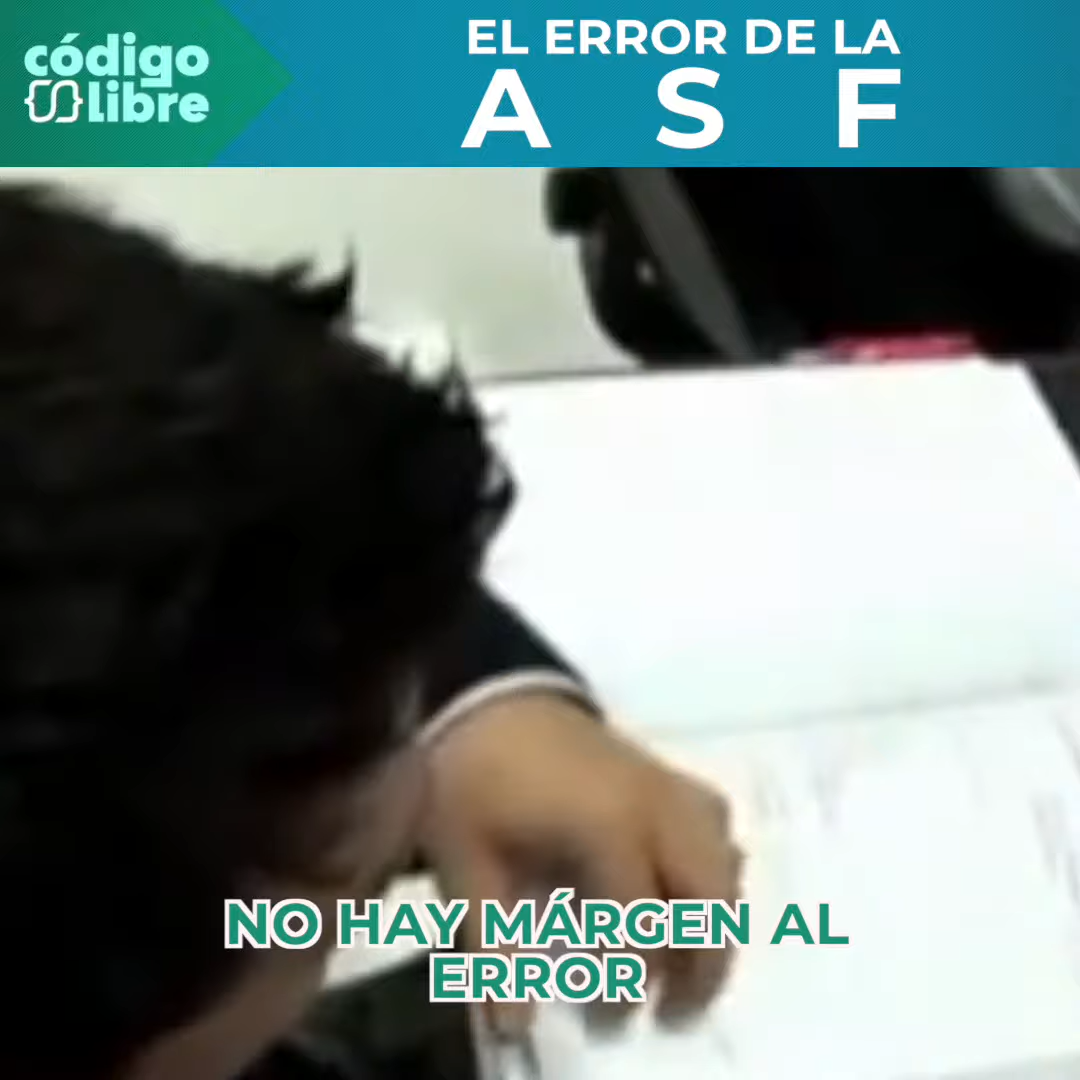 código
libre
EL ERROR DE LA
A S F
NO HAY MÁRGEN AL
ERROR